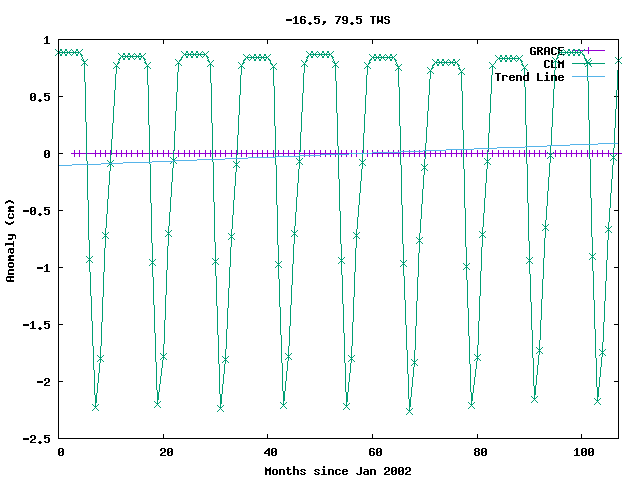 -16.5, 79.5 TWS
GRACE
CLM
Trend Line
1
0.5
0
-0.5
-1
-1.5
-2
-2.5
Anomaly (cm)
0 20 40 60 80 100
Months since Jan 2002